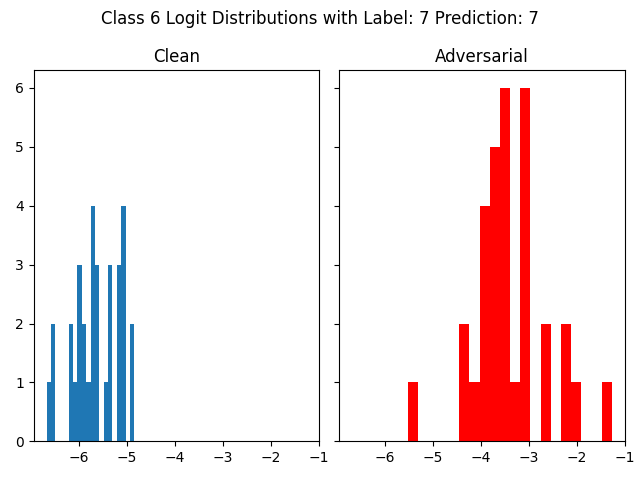 Class 6 Logit Distributions with Label: 7 Prediction: 7
Clean
Adversarial
6
5
4
3
2
1
0
−6 −5 −4 −3 −2 −1
−6 −5 −4 −3 −2 −1